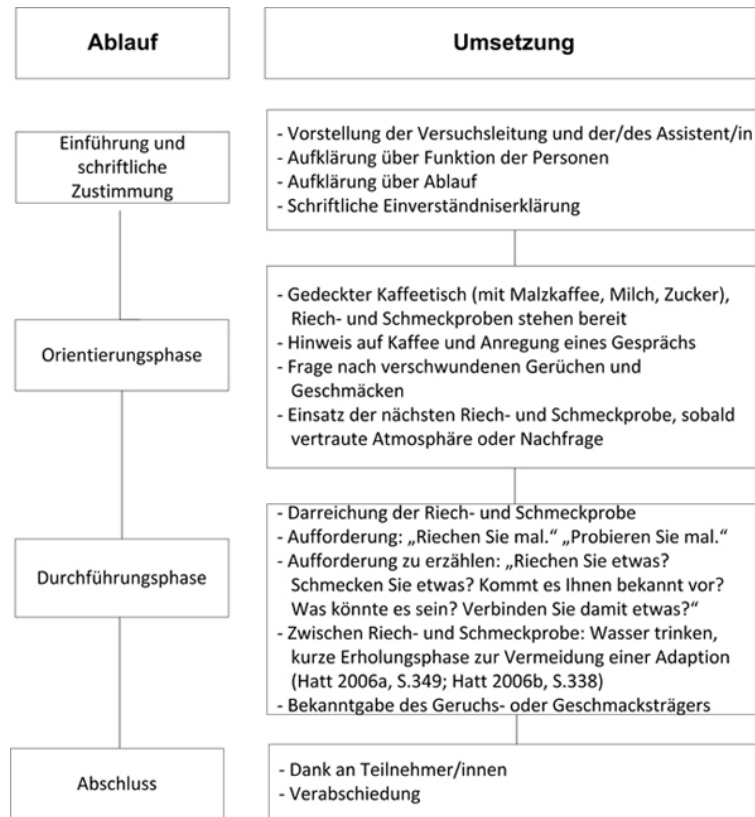 Ablauf
Umsetzung
Einführung und
schriftliche
Zustimmung
- Vorstellung der Versuchsleitung und der/des Assistent/in
- Aufklärung über Funktion der Personen
- Aufklärung über Ablauf
- Schriftliche Einverständniserklärung
Orientierungsphase
- Gedeckter Kaffeetisch (mit Malzkaffee, Milch, Zucker),
Riech- und Schmeckproben stehen bereit
- Hinweis auf Kaffee und Anregung eines Gesprächs
- Frage nach verschwundenen Gerüchen und
Geschmäcken
- Einsatz der nächsten Riech- und Schmeckprobe, sobald
vertraute Atmosphäre oder Nachfrage
Durchführungsphase
- Darreichung der Riech- und Schmeckprobe
- Aufforderung: „Riechen Sie mal.“ „Probieren Sie mal.“
- Aufforderung zu erzählen: „Riechen Sie etwas?
Schmecken Sie etwas? Kommt es Ihnen bekannt vor?
Was könnte es sein? Verbinden Sie damit etwas?“
- Zwischen Riech- und Schmeckprobe: Wasser trinken,
kurze Erholungsphase zur Vermeidung einer Adaption
(Hatt 2006a, S.349; Hatt 2006b, S.338)
- Bekanntgabe des Geruchs- oder Geschmacksträgers
Abschluss
- Dank an Teilnehmer/innen
- Verabschiedung